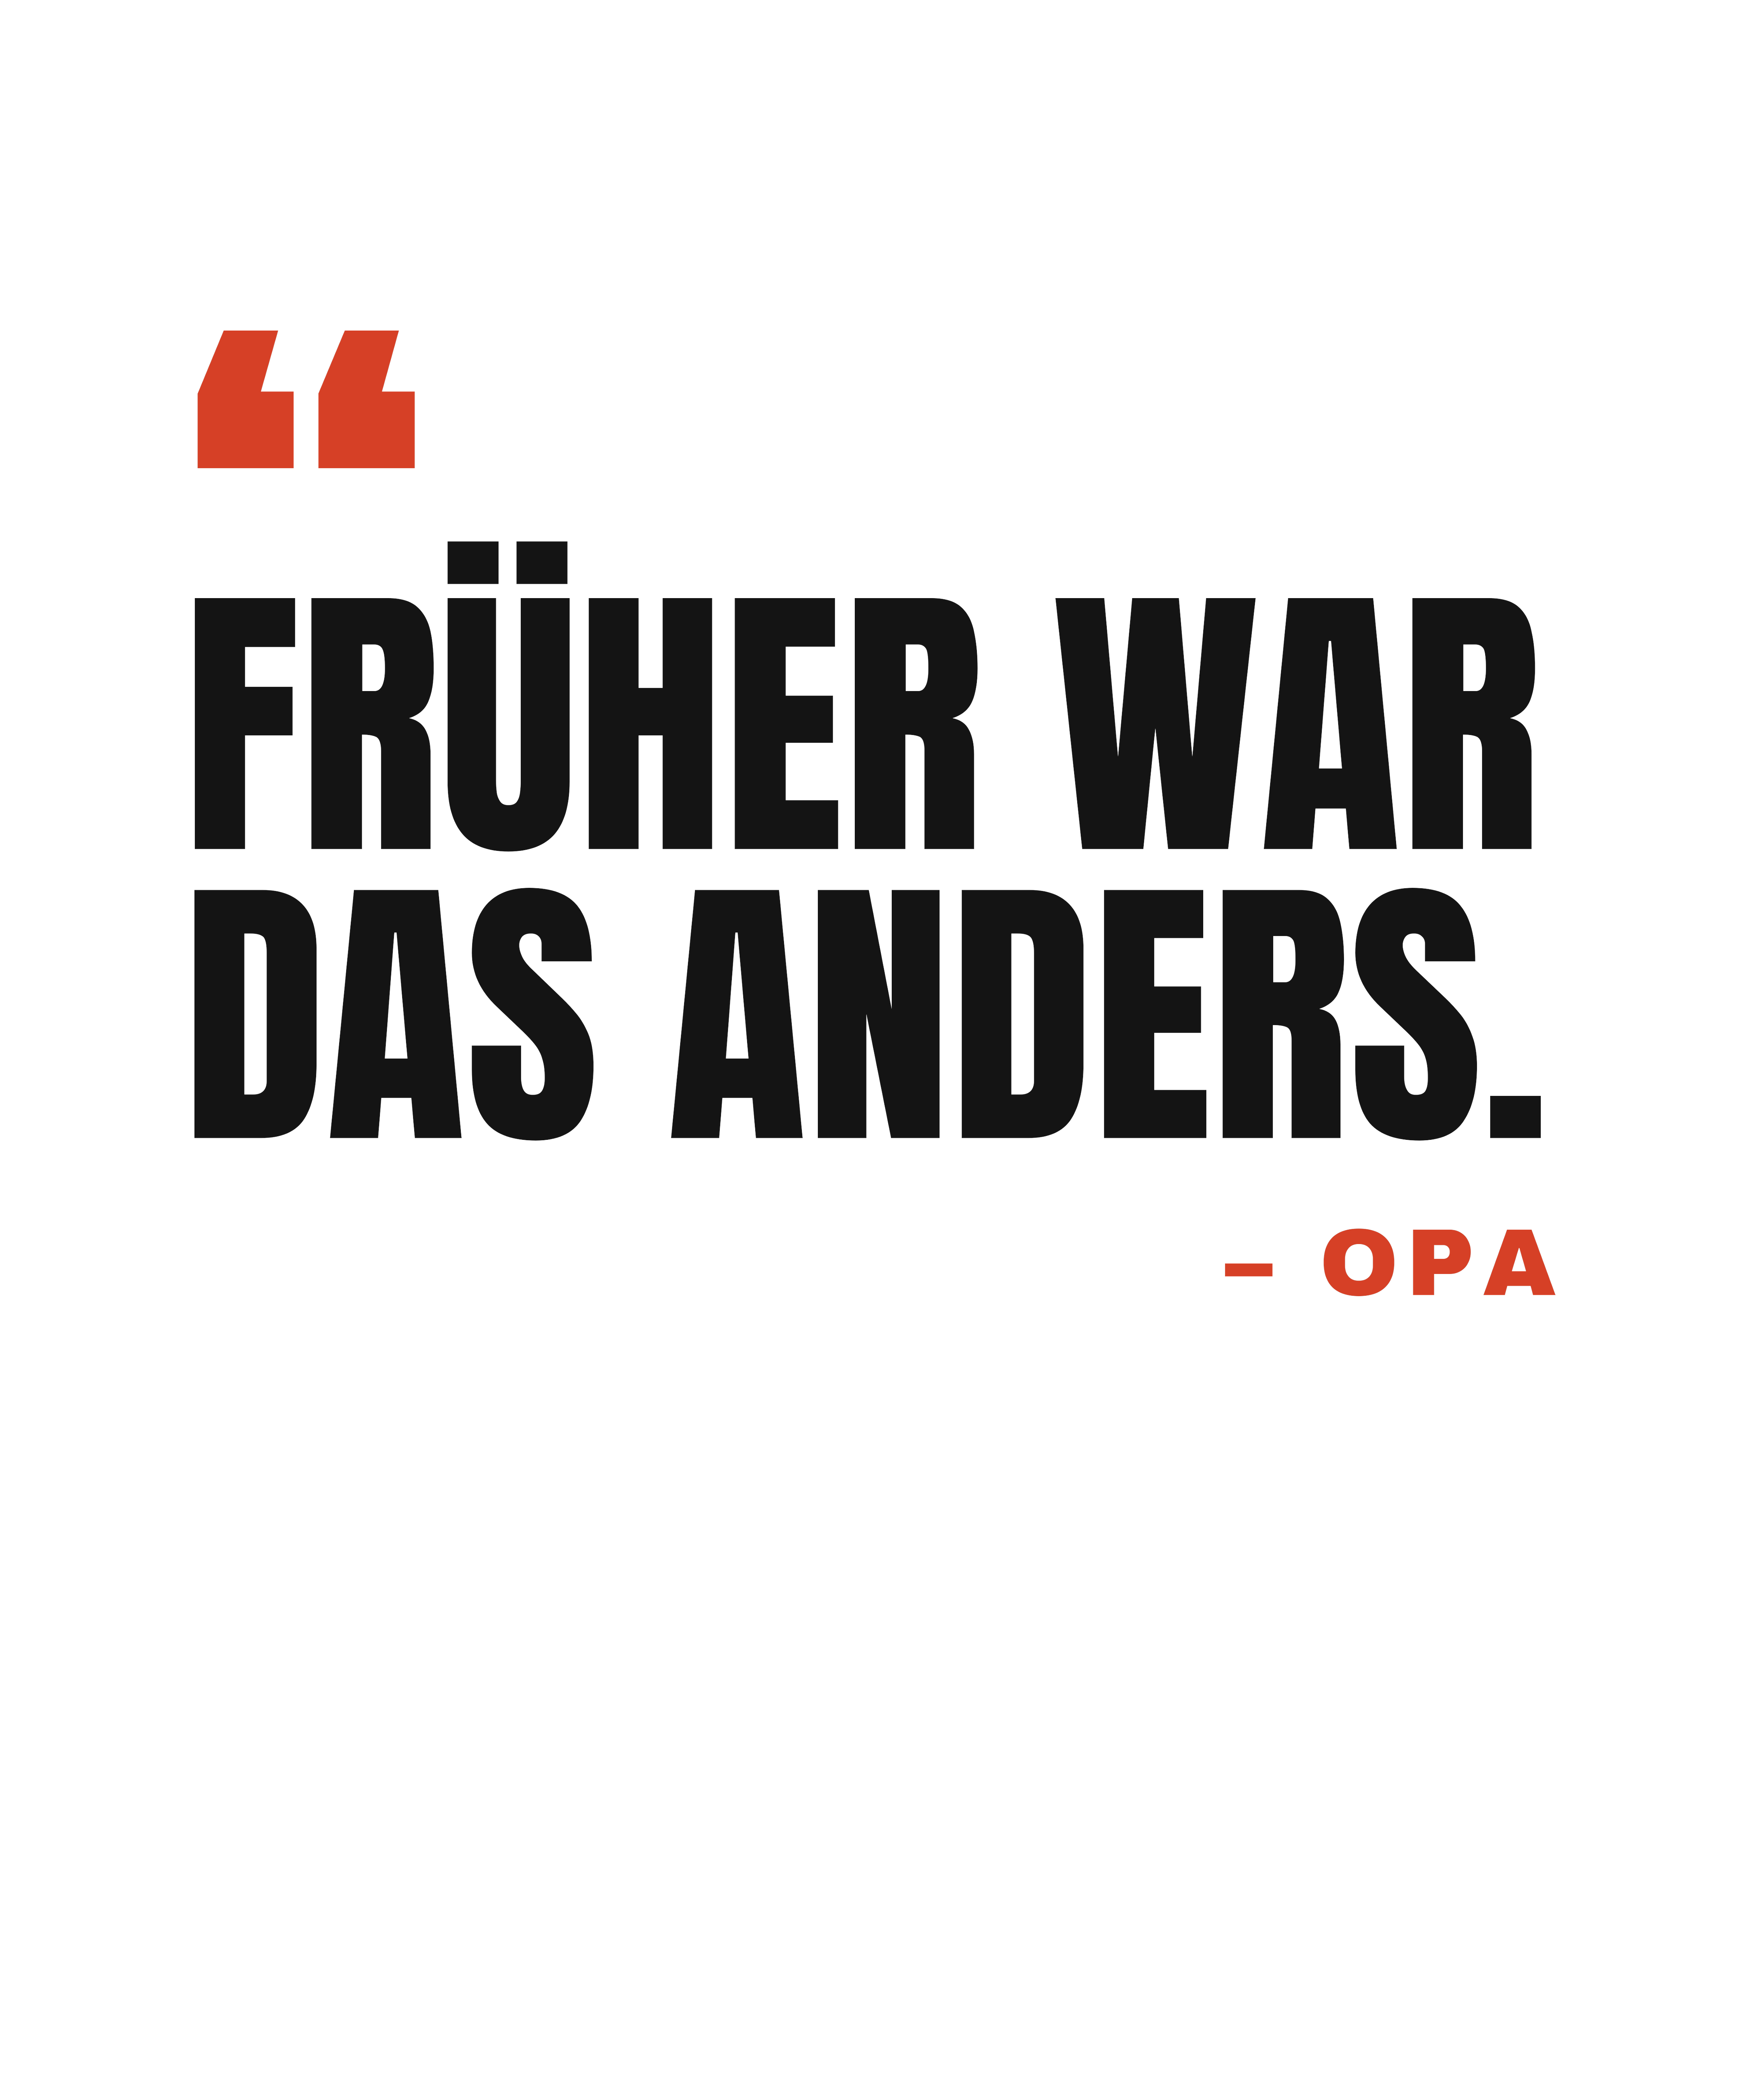 “
FRÜHER WAR
DAS ANDERS.
– OPA